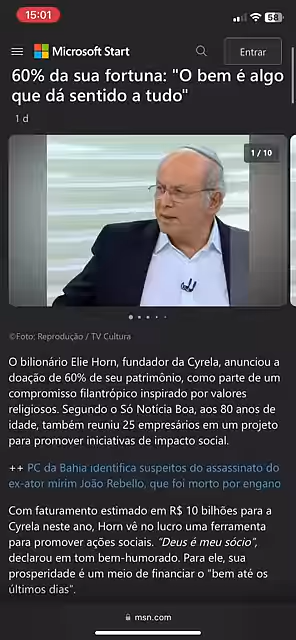 15:01
58
Microsoft Start
Entrar
60% da sua fortuna: "O bem é algo
que dá sentido a tudo"
1 d
1 / 10
©Foto: Reprodução / TV Cultura
O bilionário Elie Horn, fundador da Cyrela, anunciou a
doação de 60% de seu patrimônio, como parte de um
compromisso filantrópico inspirado por valores
religiosos. Segundo o Só Notícia Boa, aos 80 anos de
idade, também reuniu 25 empresários em um projeto
para promover iniciativas de impacto social.
++ PC da Bahia identifica suspeitos do assassinato do
ex-ator mirim João Rebello, que foi morto por engano
Com faturamento estimado em R$ 10 bilhões para a
Cyrela neste ano, Horn vê no lucro uma ferramenta
para promover ações sociais. "Deus é meu sócio",
declarou em tom bem-humorado. Para ele, sua
prosperidade é um meio de financiar o "bem até os
últimos dias".
msn.com